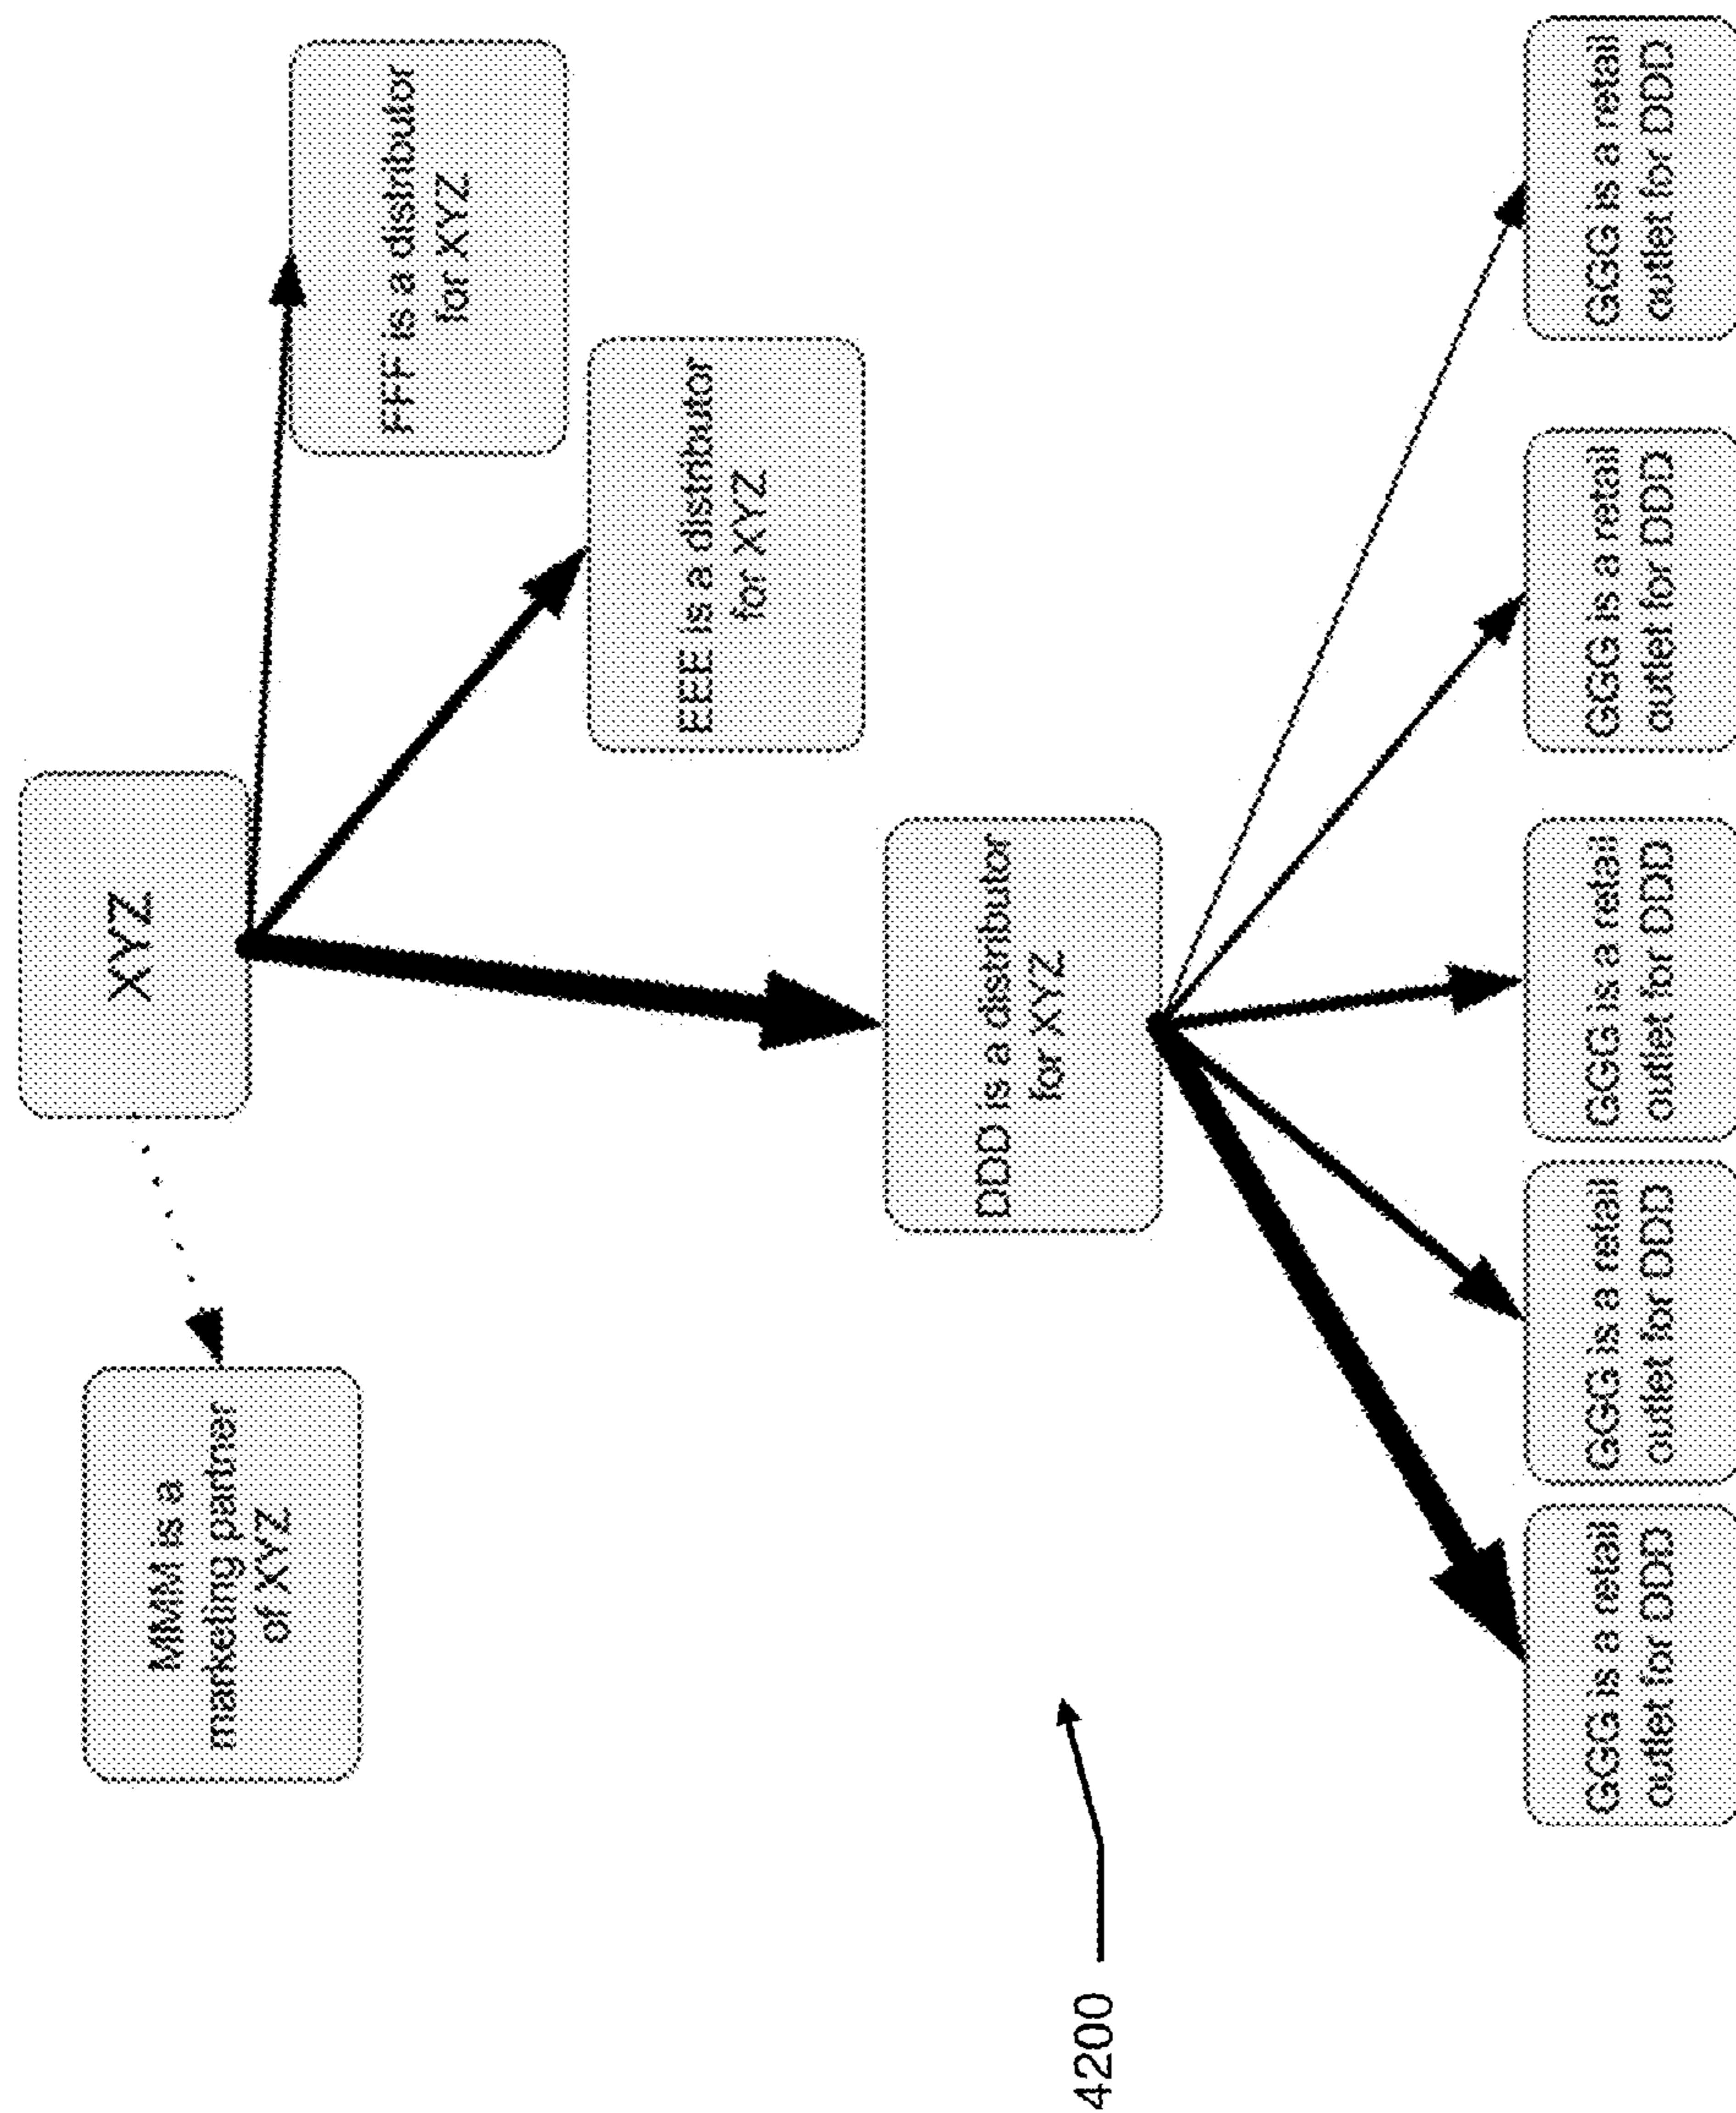 XYZ
MMM is a
marketing partner
of XYZ
FFF is a distributor
for XYZ
EEE is a distributor
for XYZ
DDD is a distributor
for XYZ
GGG is a retail
outlet for DDD
GGG is a retail
outlet for DDD
GGG is a retail
outlet for DDD
GGG is a retail
outlet for DDD
GGG is a retail
outlet for DDD
4200